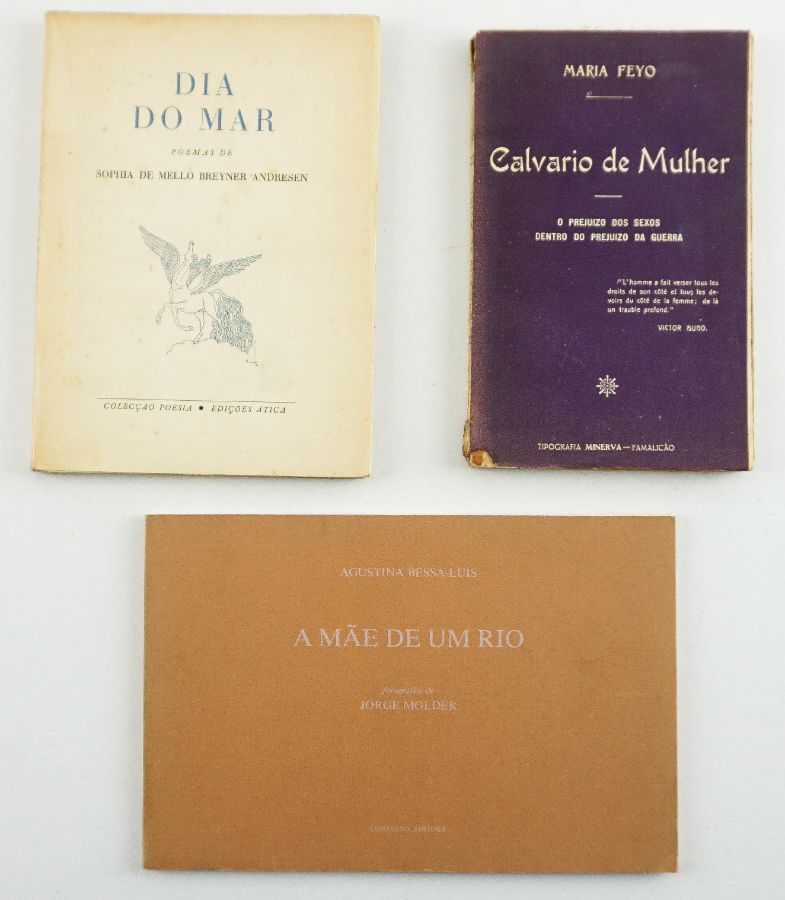 DIA
DO MAR
POEMAS DE
SOPHIA DE MELLO BREYNER ANDRESEN
COLECÇÃO POESIA • EDIÇÕES ÁTICA
MARIA FEYO
Calvario de Mulher
O PREJUIZO DOS SEXOS
DENTRO DO PREJUIZO DA GUERRA
"L'homme a fait verser tous les
droits de son côté et tous les de-
voirs du côté de la femme; de là
un trouble profond."
VICTOR HUGO.
TIPOGRAFIA MINERVA—FAMALICÃO
AGUSTINA BESSA-LUÍS
A MÃE DE UM RIO
fotografias de
JORGE MOLDER
CONTEXTO, EDITORA